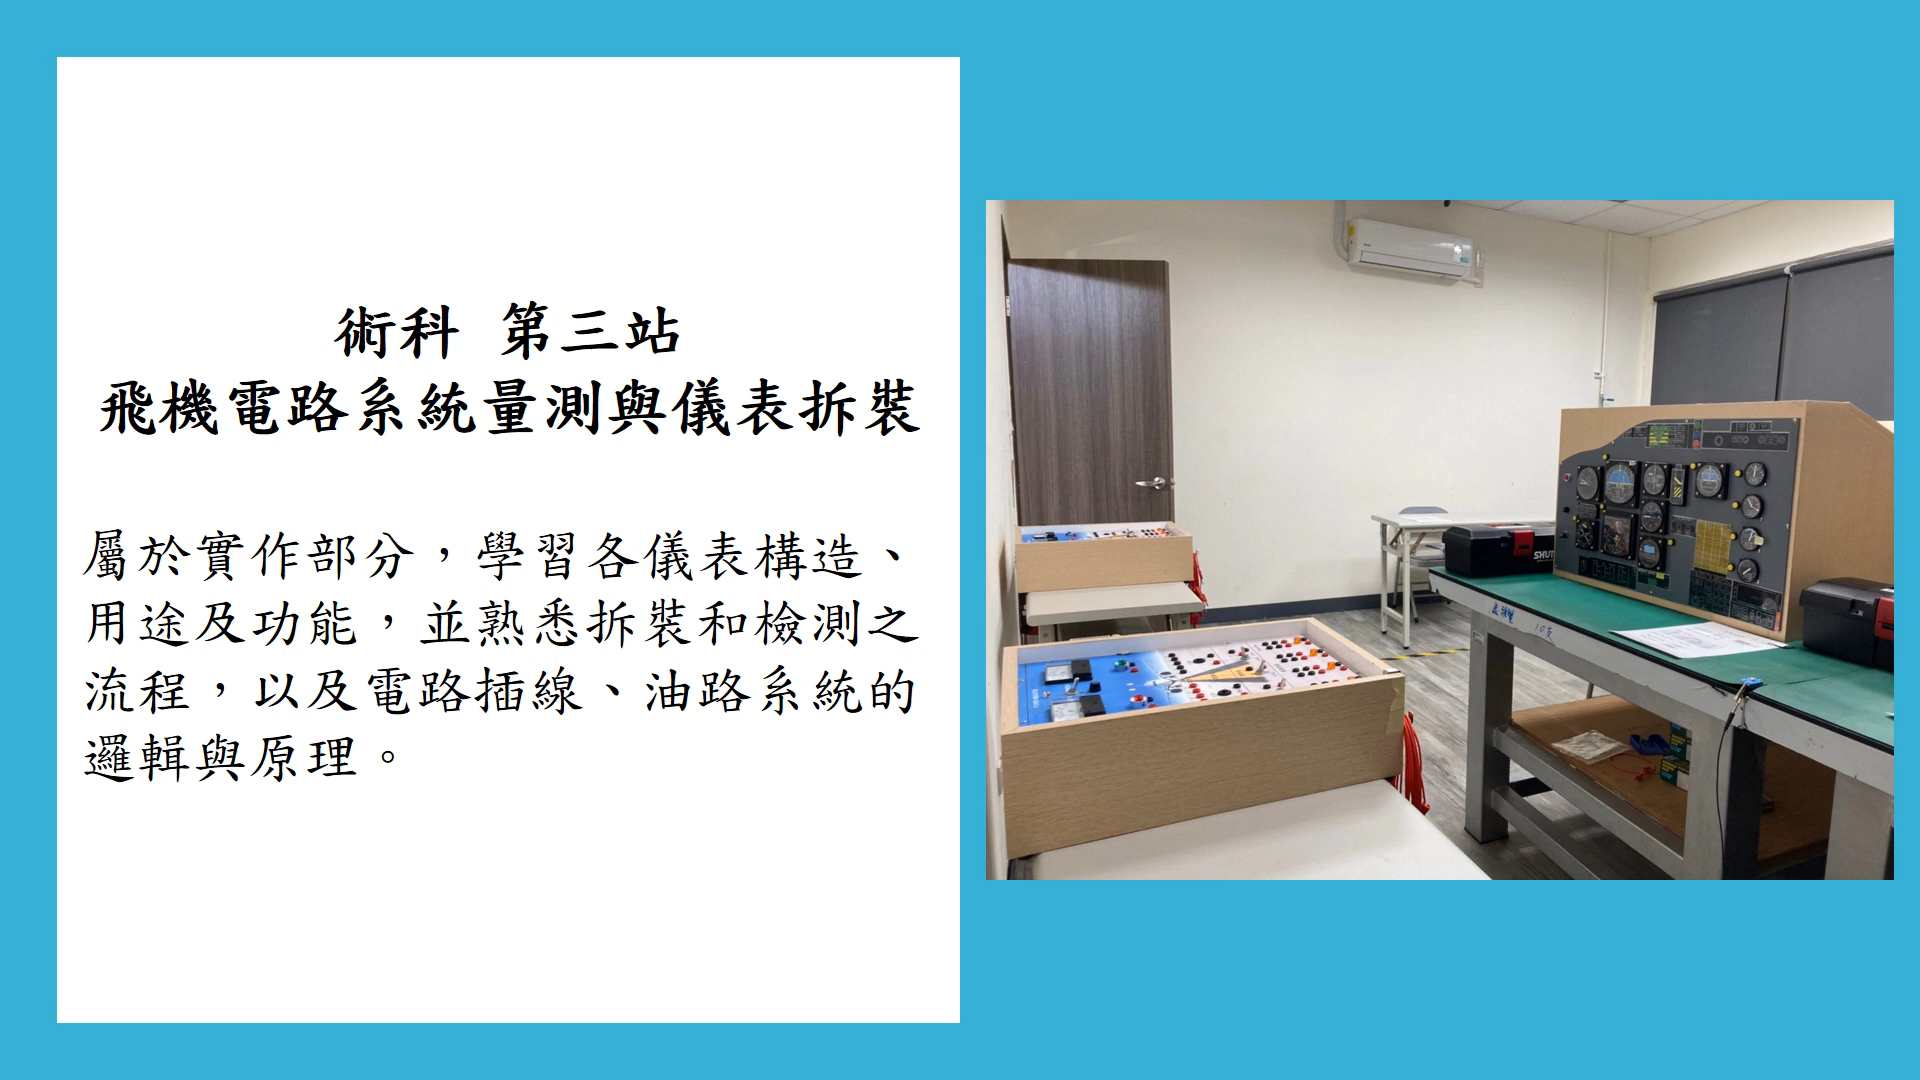 術科 第三站
飛機電路系統量測與儀表拆裝
屬於實作部分，學習各儀表構造、
用途及功能，並熟悉拆裝和檢測之
流程，以及電路插線、油路系統的
邏輯與原理。
SHUT